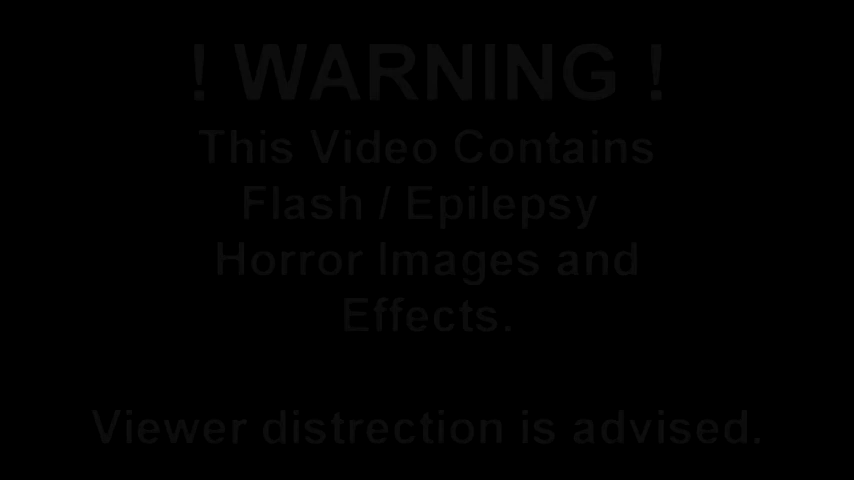 ! WARNING !
This Video Contains
Flash / Epilepsy
Horror Images and
Effects.
Viewer distrection is advised.